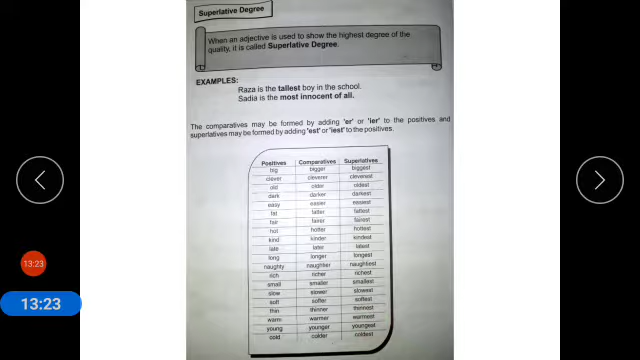 Superlative Degree
When an adjective is used to show the highest degree of the
quality, it is called Superlative Degree.
EXAMPLES:
Raza is the tallest boy in the school.
Sadia is the most innocent of all.
The comparatives may be formed by adding 'er' or 'ier' to the positives and
superlatives may be formed by adding 'est' or 'iest' to the positives.
Positives Comparatives Superlatives
big bigger biggest
clever cleverer cleverest
old older oldest
dark darker darkest
easy easier easiest
fat fatter fattest
fair fairer fairest
hot hotter hottest
kind kinder kindest
late later latest
long longer longest
naughty naughtier naughtiest
rich richer richest
small smaller smallest
slow slower slowest
soft softer softest
thin thinner thinnest
warm warmer warmest
young younger youngest
cold colder coldest
13:23
13:23